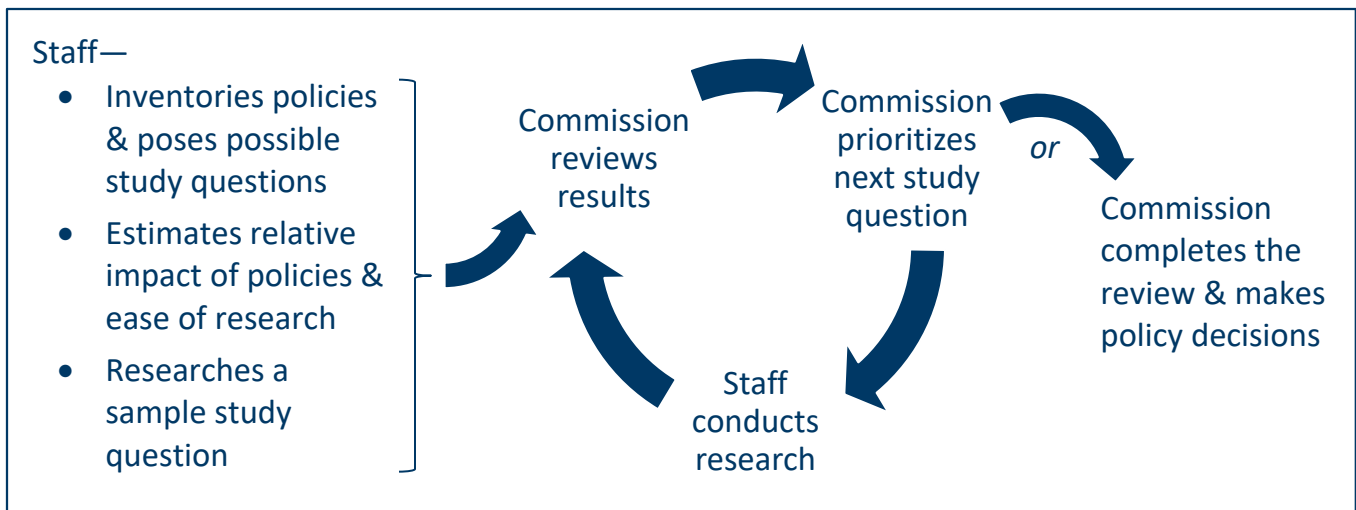 Staff—
• Inventories policies
& poses possible
study questions
• Estimates relative
impact of policies &
ease of research
• Researches a
sample study
question
Commission
reviews
results
Commission
prioritizes
next study
question
or
Commission
completes the
review & makes
policy decisions
Staff
conducts
research